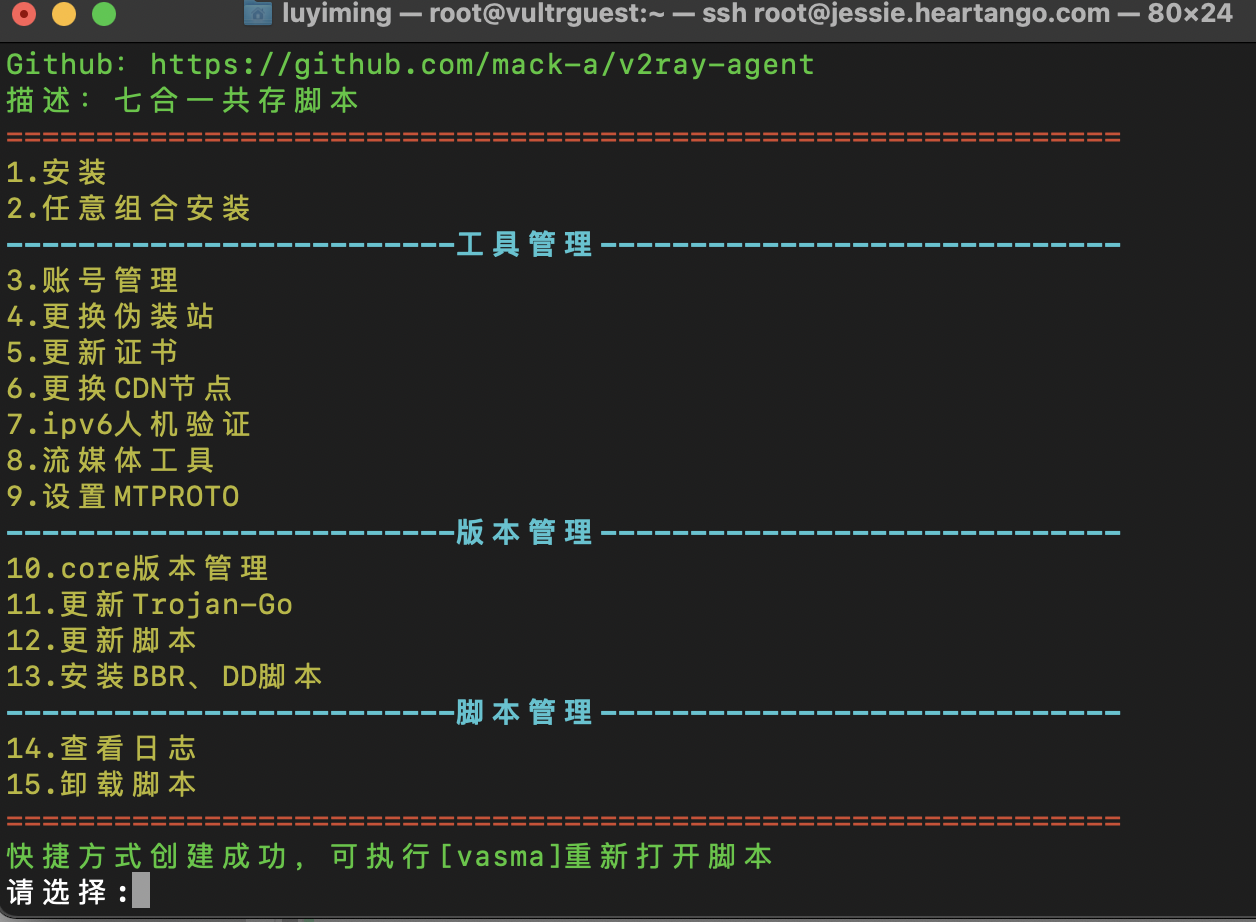 luyiming — root@vultrguest:~ — ssh root@jessie.heartango.com — 80×24
Github: https://github.com/mack-a/v2ray-agent
描述：七合一共存脚本
==============================================================
1.安装
2.任意组合安装
-------------------------工具管理-----------------------------
3.账号管理
4.更换伪装站
5.更新证书
6.更换CDN节点
7.ipv6人机验证
8.流媒体工具
9.设置MTPROTO
-------------------------版本管理-----------------------------
10.core版本管理
11.更新Trojan-Go
12.更新脚本
13.安装BBR、DD脚本
-------------------------脚本管理-----------------------------
14.查看日志
15.卸载脚本
==============================================================
快捷方式创建成功，可执行[vasma]重新打开脚本
请选择: